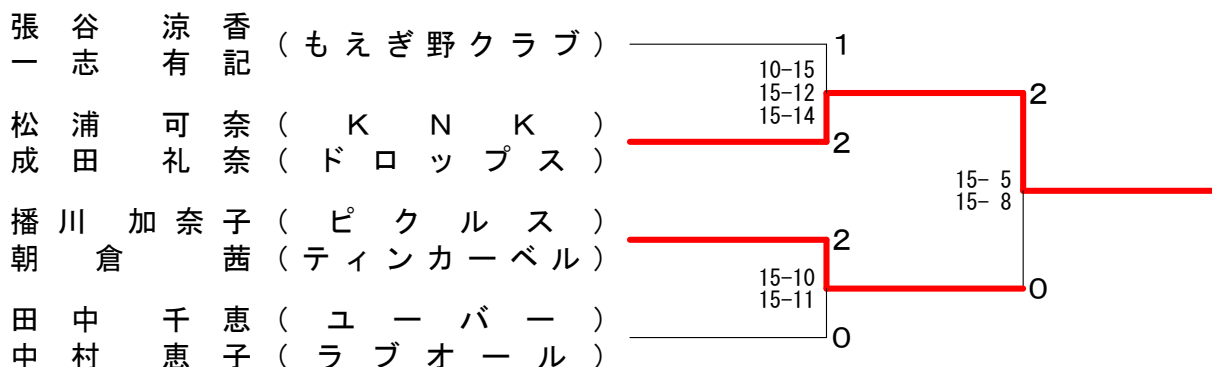 張谷 涼香 (もえぎ野クラブ) 1
一志 有記
10-15
15-12 2
15-14
松浦 可奈 (KNK) 2
成田 礼奈 (ドロップス)
15- 5
15- 8
播川 加奈子 (ピクルス) 2
朝倉 茜 (ティンカーベル)
15-10 0
15-11
田中 千恵 (ユーバー) 0
中村 恵子 (ラブオール)